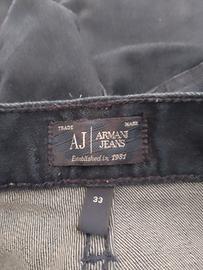 TRADE MARK
AJ ARMANI
JEANS
Established in, 1981
33